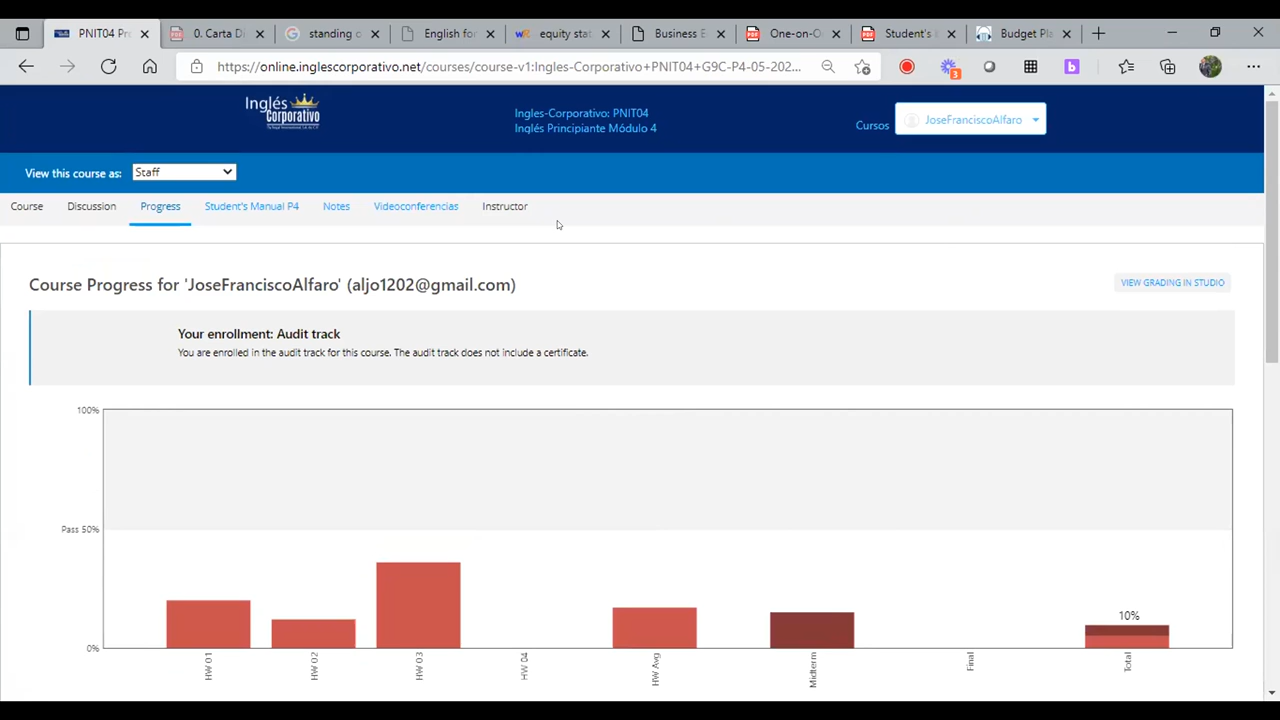 PNIT04 Pr
0. Carta Di
standing o
English for
equity stat
Business E
One-on-O
Student's
Budget Pla
https://online.inglescorporativo.net/courses/course-v1:Ingles-Corporativo+PNIT04+G9C-P4-05-202...
3
Inglés
Corporativo
Ingles-Corporativo: PNIT04
Inglés Principiante Módulo 4
Cursos
JoseFranciscoAlfaro
View this course as: Staff
Course Discussion Progress Student's Manual P4 Notes Videoconferencias Instructor
Course Progress for 'JoseFranciscoAlfaro' (aljo1202@gmail.com)
VIEW GRADING IN STUDIO
Your enrollment: Audit track
You are enrolled in the audit track for this course. The audit track does not include a certificate.
100%
Pass 50%
0%
10%
HW 01
HW 02
HW 03
HW 04
HW Avg
Midterm
Final
Total